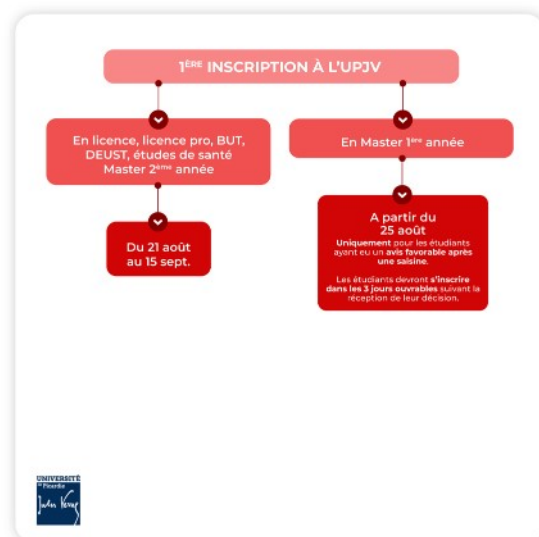 1ÈRE INSCRIPTION À L'UPJV
En licence, licence pro, BUT,
DEUST, études de santé
Master 2ème année
Du 21 août
au 15 sept.
En Master 1ère année
A partir du
25 août
Uniquement pour les étudiants
ayant eu un avis favorable après
une saisine.
Les étudiants devront s'inscrire
dans les 3 jours ouvrables suivant la
réception de leur décision.
UNIVERSITÉ
de Picardie
Jules Verne